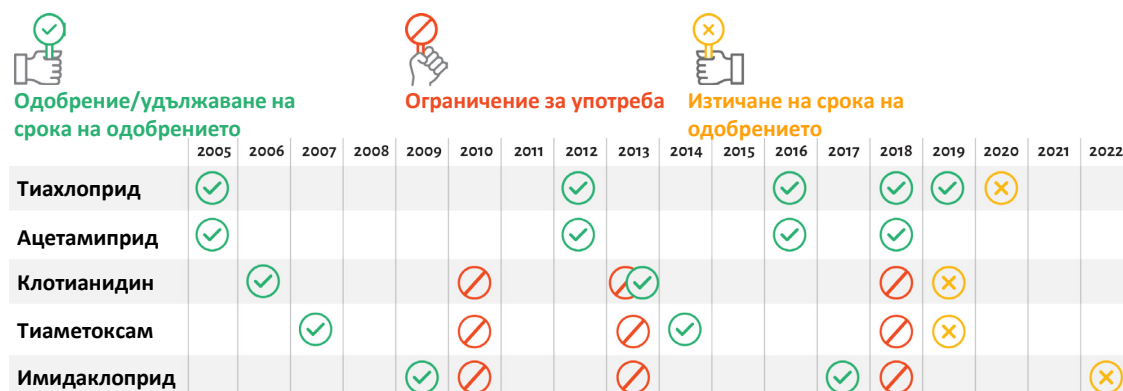 Одобрение/удължаване на
срока на одобрението
Ограничение за употреба
Изтичане на срока на
одобрението
2005 2006 2007 2008 2009 2010 2011 2012 2013 2014 2015 2016 2017 2018 2019 2020 2021 2022
Тиахлоприд
Ацетамиприд
Клотианидин
Тиаметоксам
Имидаклоприд